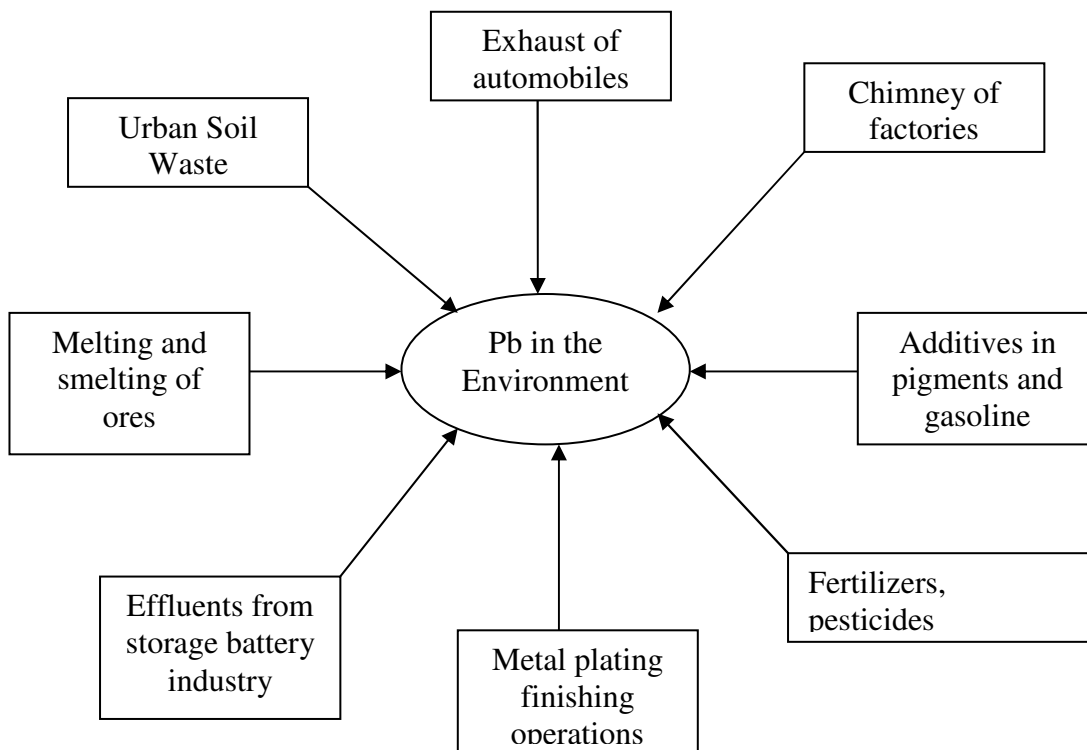 Exhaust of
automobiles
Chimney of
factories
Urban Soil
Waste
Melting and
smelting of
ores
Pb in the
Environment
Additives in
pigments and
gasoline
Effluents from
storage battery
industry
Metal plating
finishing
operations
Fertilizers,
pesticides